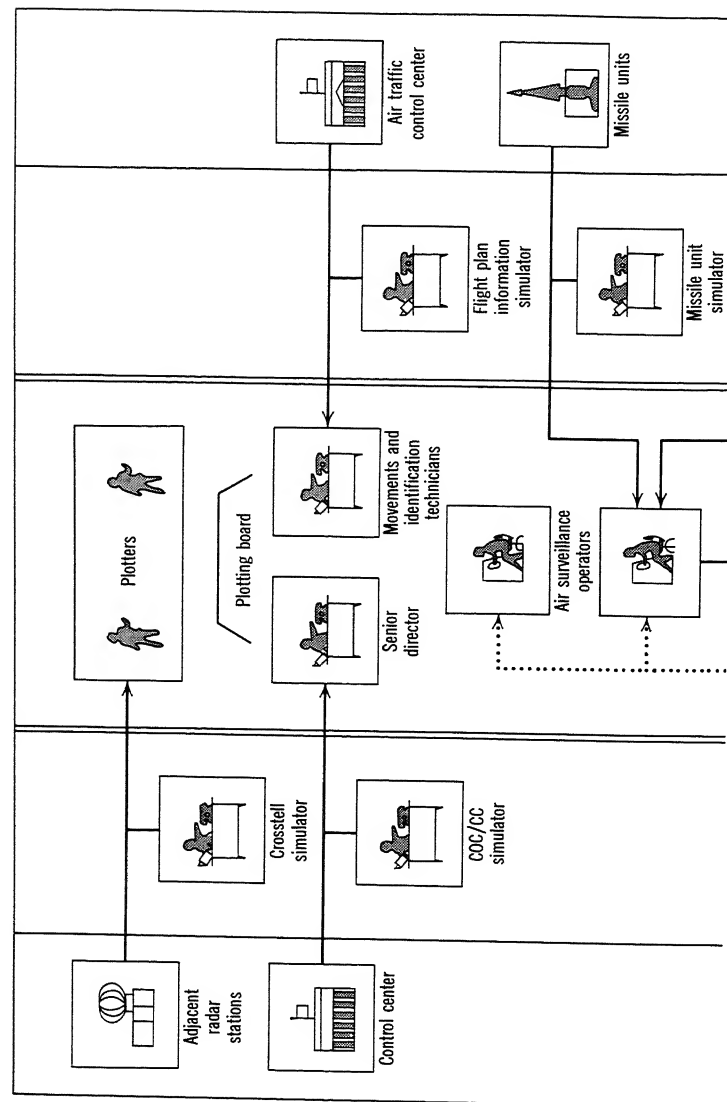 Adjacent
radar
stations
Crosstell
simulator
Plotters
Plotting board
Control center
COC/CC
simulator
Senior
director
Movements and
identification
technicians
Flight plan
information
simulator
Air traffic
control center
Air surveillance
operators
Missile unit
simulator
Missile units